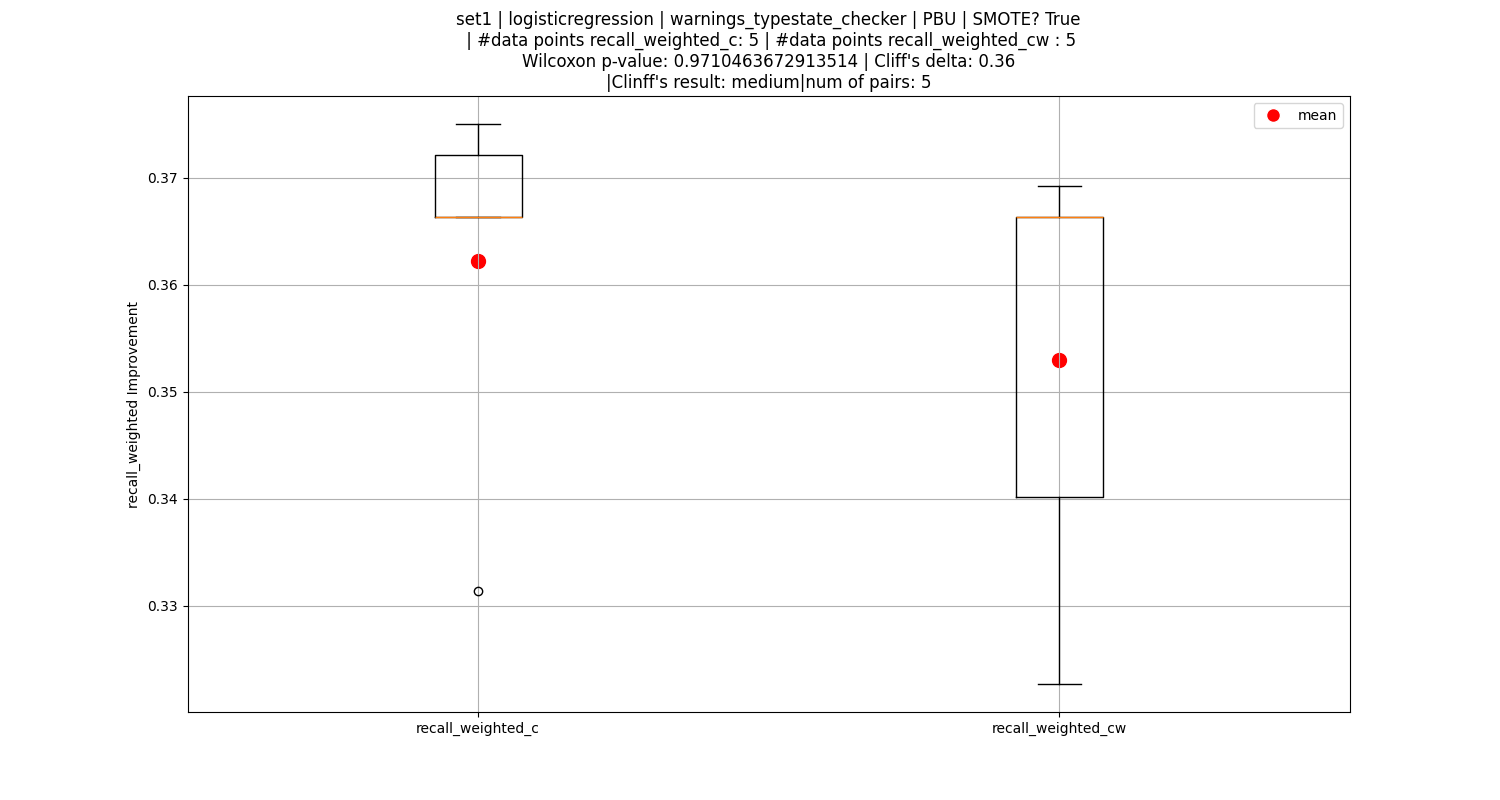 set1 | logisticregression | warnings_typestate_checker | PBU | SMOTE? True
| #data points recall_weighted_c: 5 | #data points recall_weighted_cw : 5
Wilcoxon p-value: 0.9710463672913514 | Cliff's delta: 0.36
|Clinff's result: medium|num of pairs: 5
mean
0.37
0.36
0.35
0.34
0.33
recall_weighted Improvement
recall_weighted_c
recall_weighted_cw